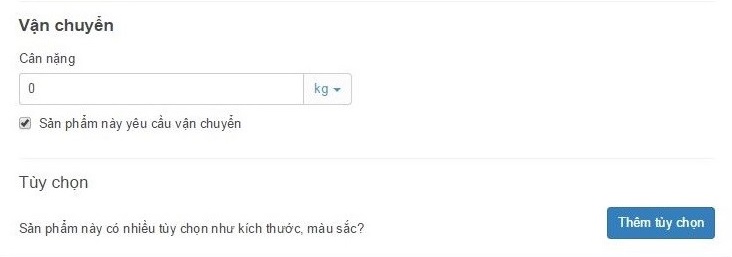 Vận chuyển
Cân nặng
0 kg
Sản phẩm này yêu cầu vận chuyển
Tùy chọn
Sản phẩm này có nhiều tùy chọn như kích thước, màu sắc? Thêm tùy chọn